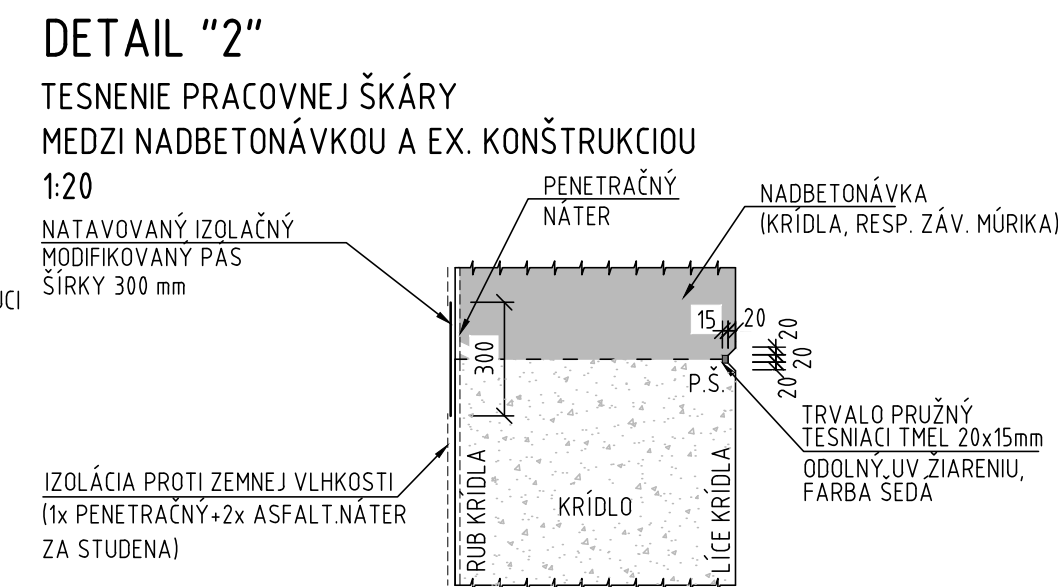 DETAIL "2"
TESNENIE PRACOVNEJ ŠKÁRY
MEDZI NADBETONÁVKOU A EX. KONŠTRUKCIOU
1:20
NATAVOVANÝ IZOLAČNÝ
MODIFIKOVANÝ PÁS
ŠÍRKY 300 mm
UCI
PENETRAČNÝ
NÁTER
NADBETONÁVKA
(KRÍDLA, RESP. ZÁV. MÚRIKA)
15
20
20
20
20
300
P.Š.
TRVALO PRUŽNÝ
TESNIACI TMEL 20x15mm
ODOLNÝ UV ŽIARENIU,
FARBA ŠEDÁ
IZOLÁCIA PROTI ZEMNEJ VLHKOSTI
(1x PENETRAČNÝ+2x ASFALT.NÁTER
ZA STUDENA)
RUB KRÍDLA
KRÍDLO
LÍCE KRÍDLA